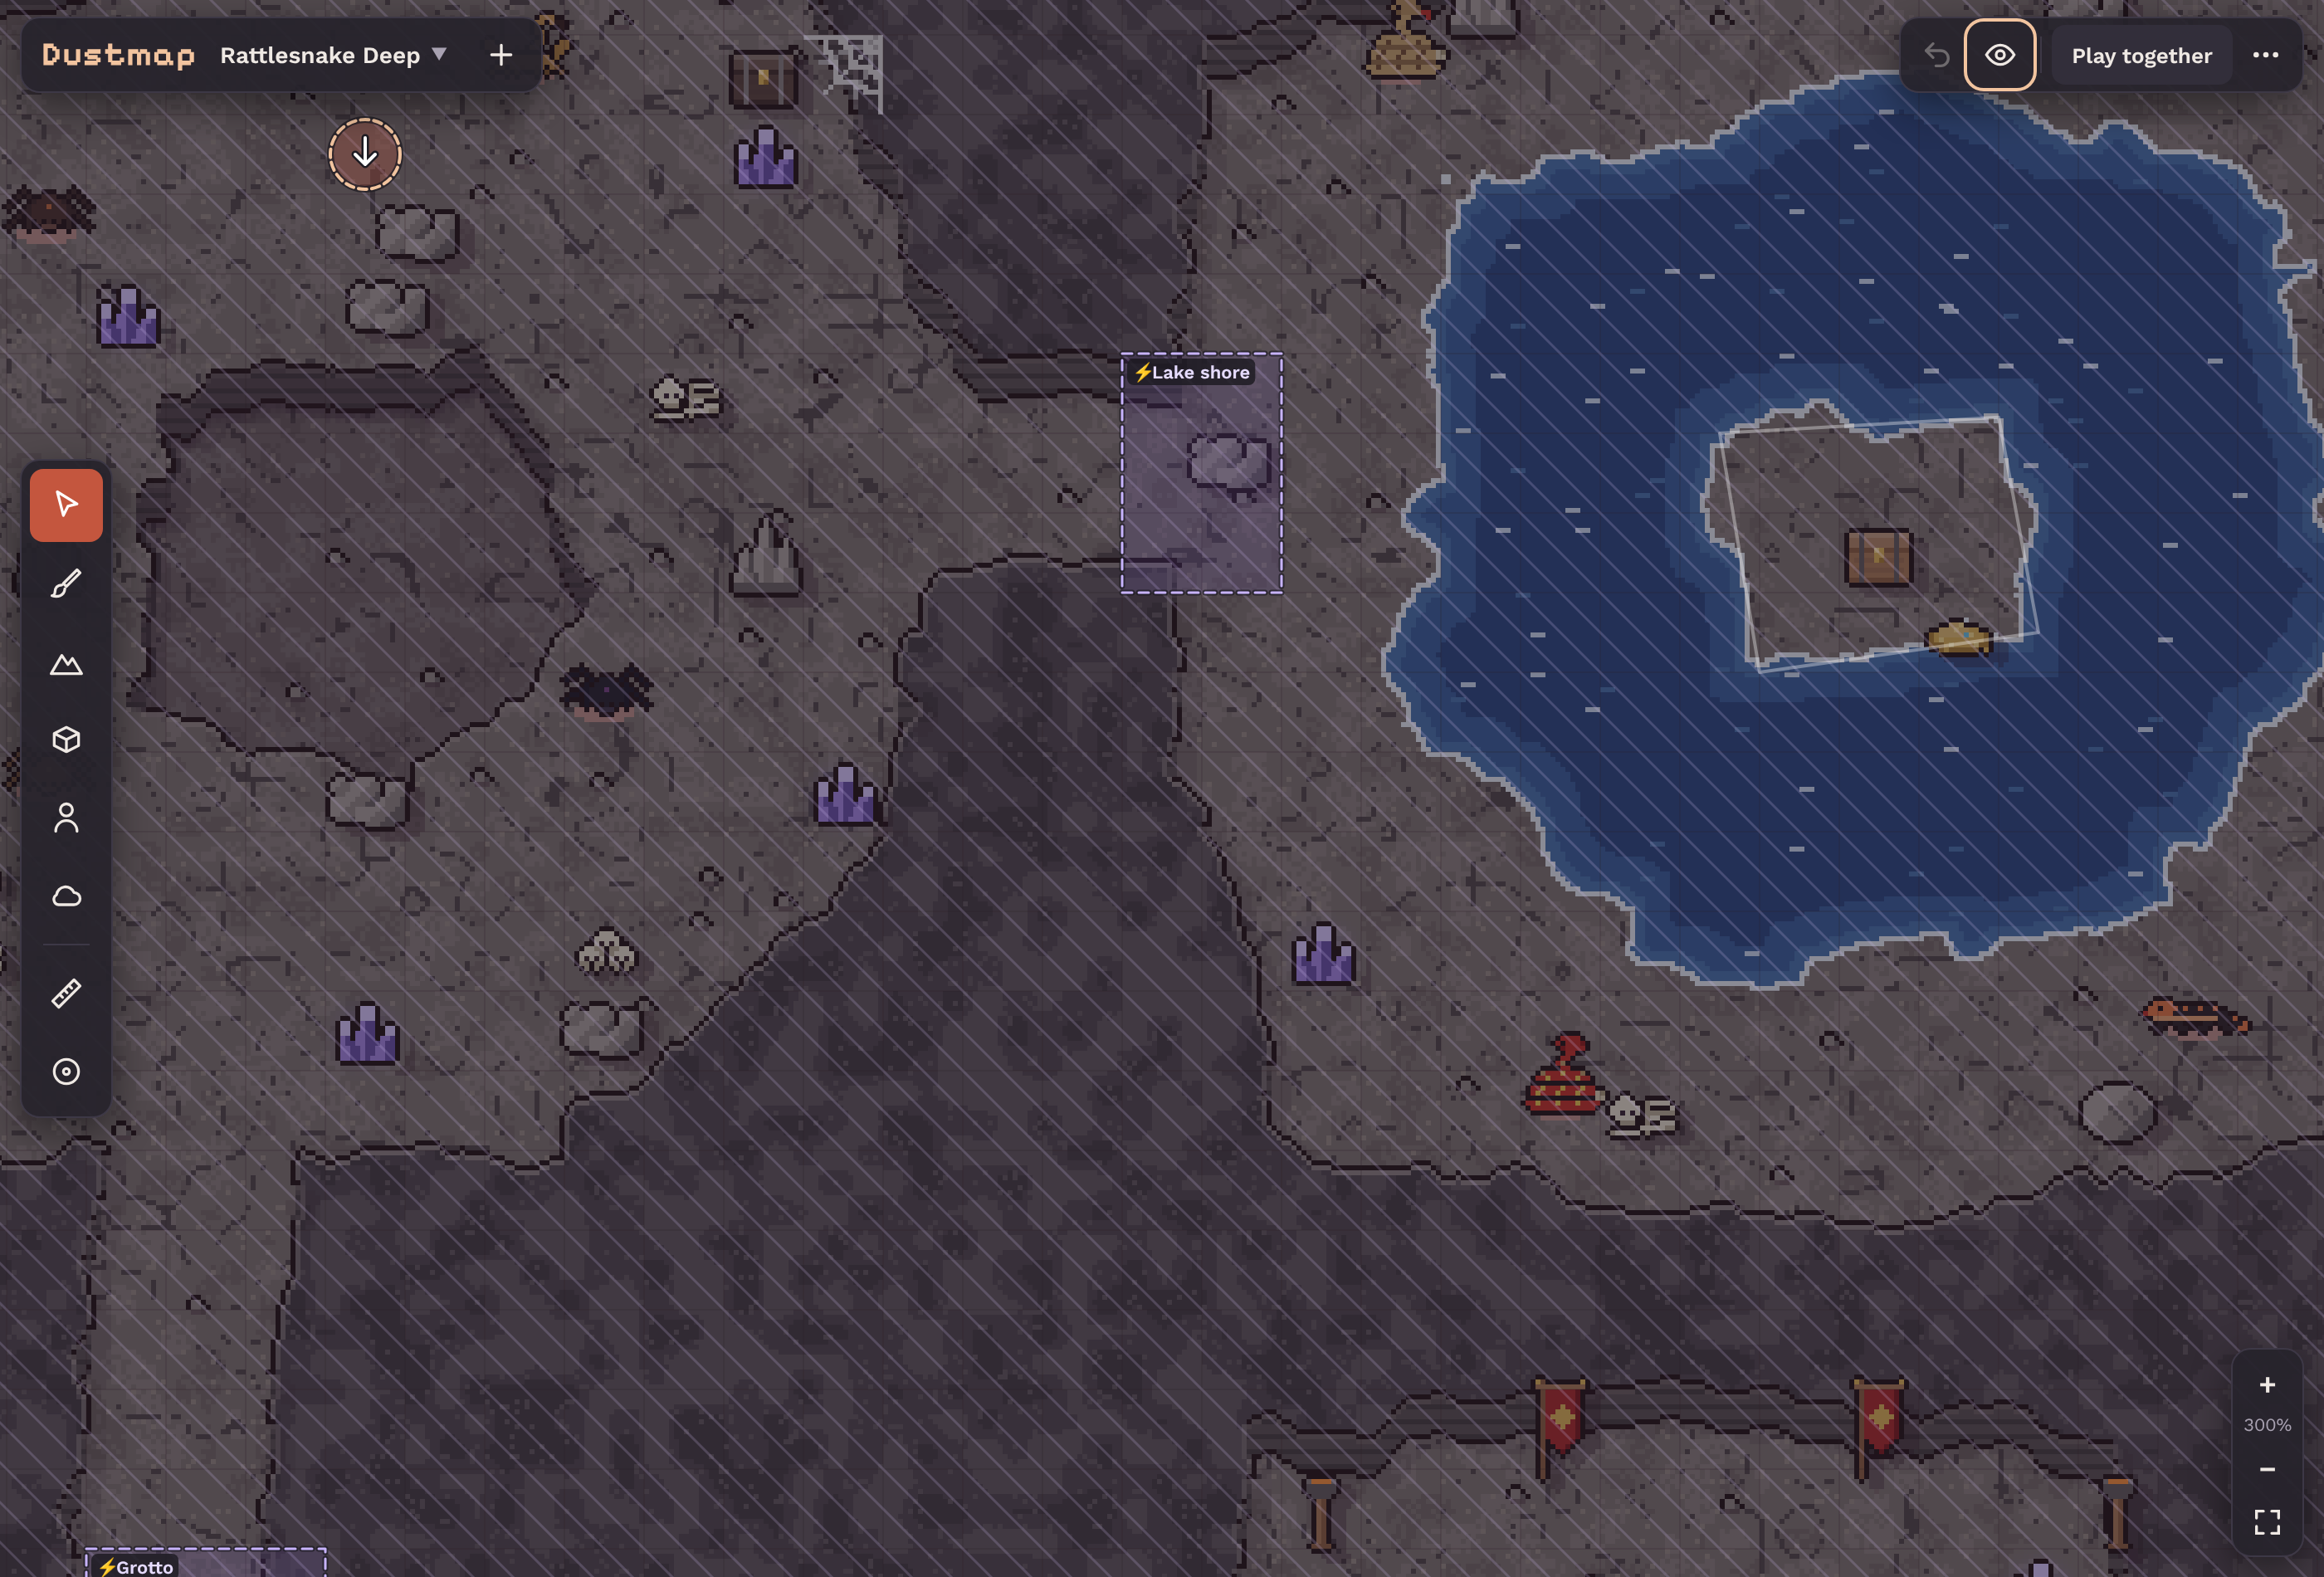 Dustmap
Rattlesnake Deep
Play together
⚡Lake shore
300%
⚡Grotto